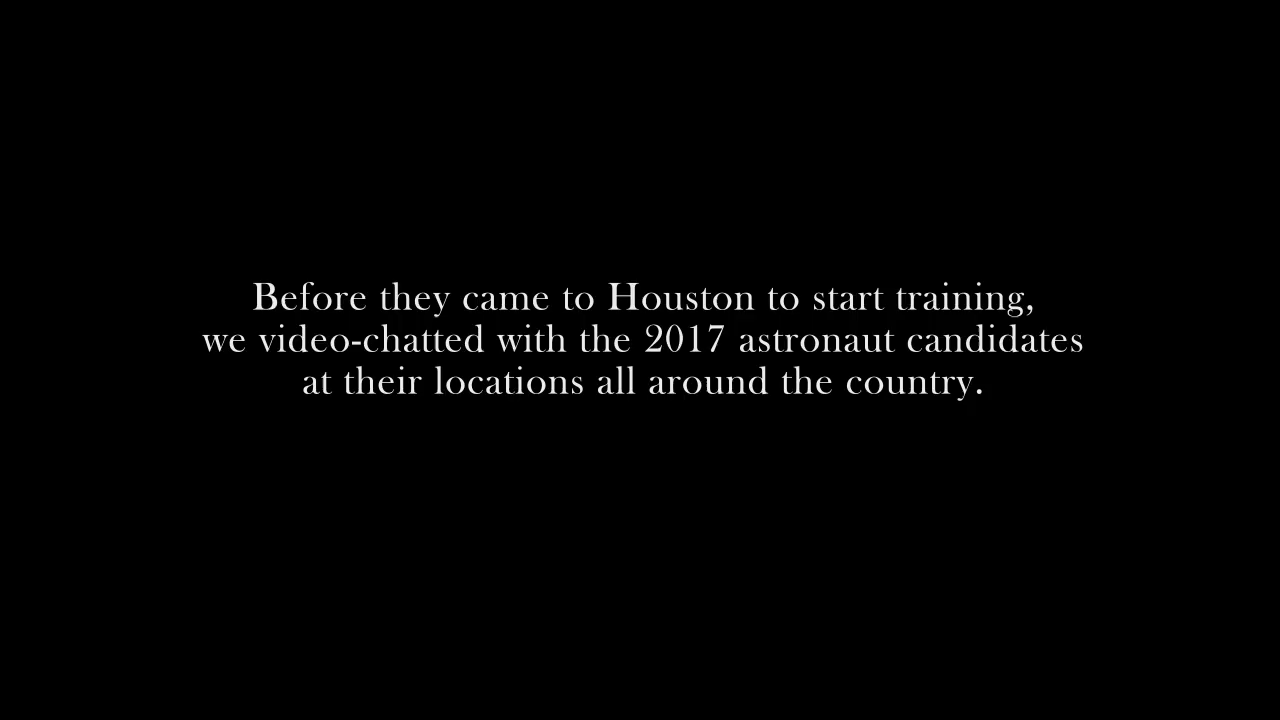 Before they came to Houston to start training,
we video-chatted with the 2017 astronaut candidates
at their locations all around the country.